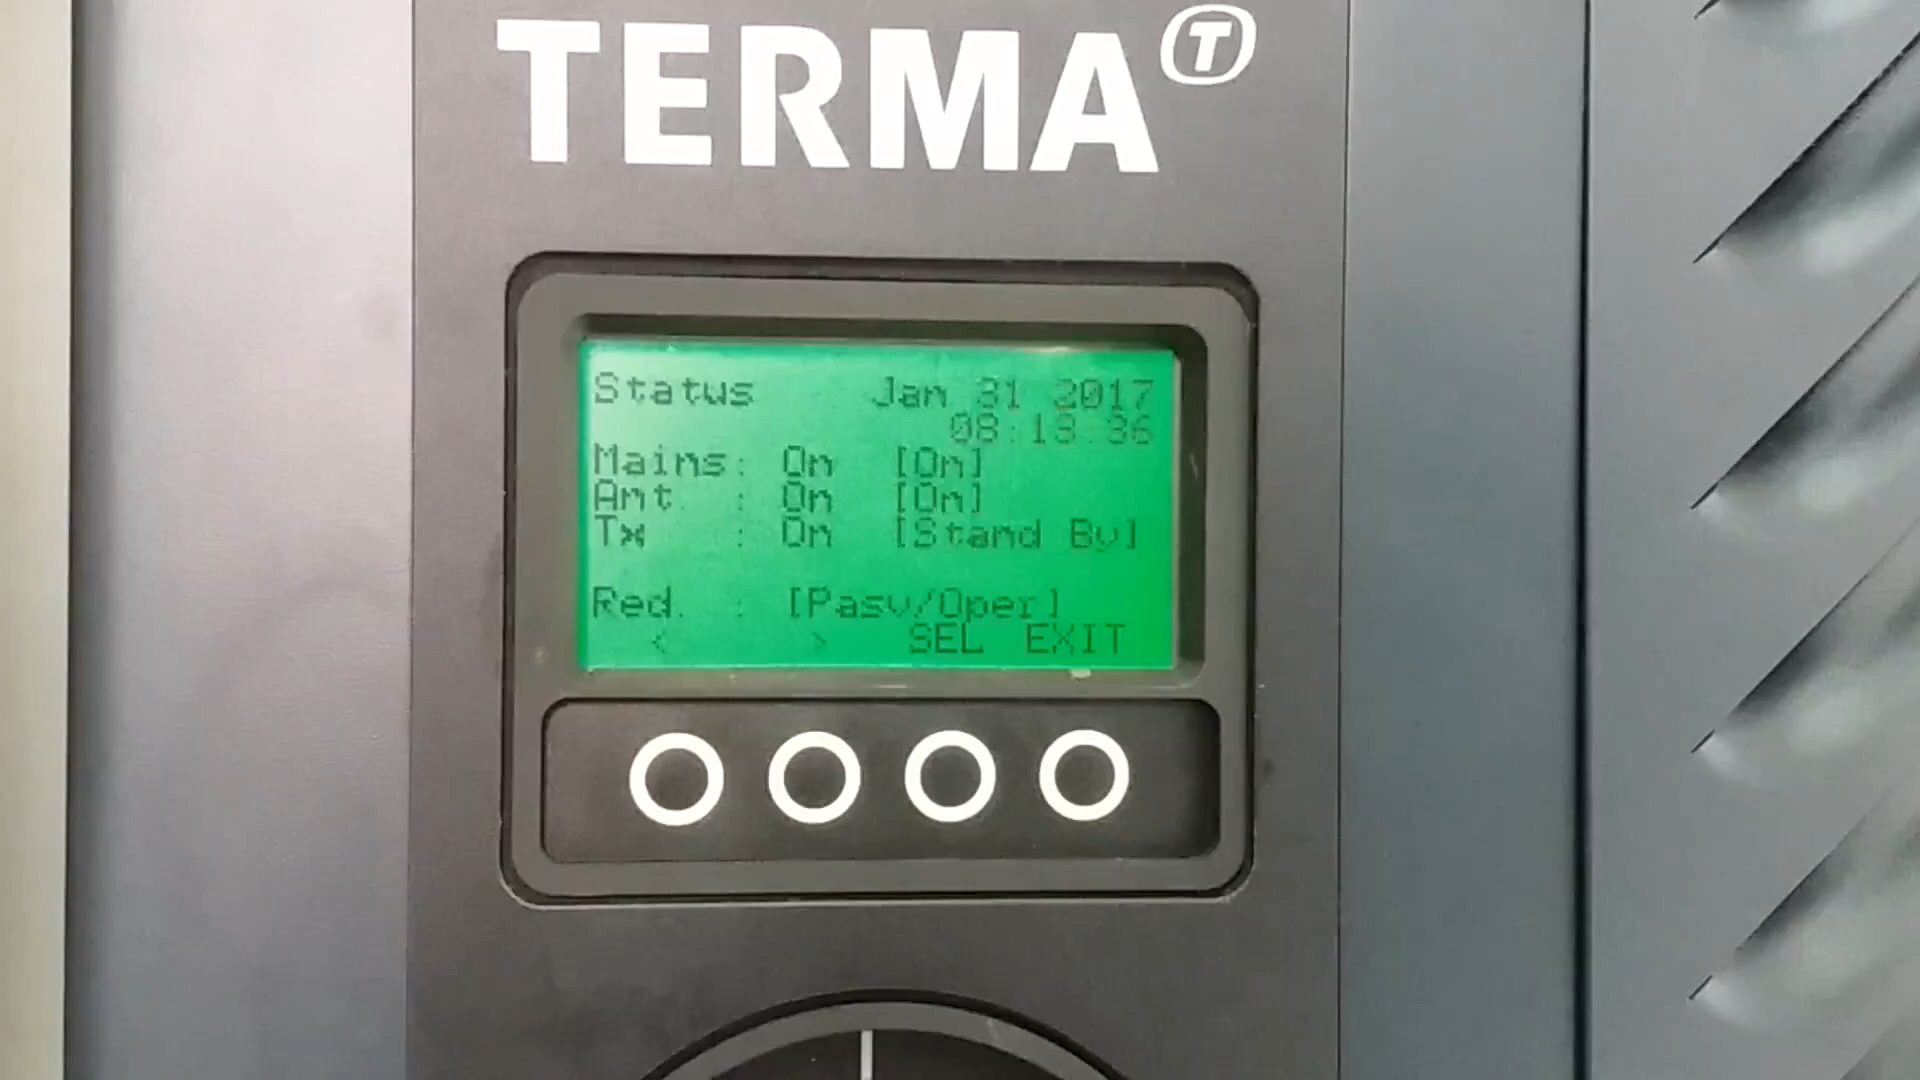 TERMA T
Status Jan 31 2017
08:13:36
Mains: On [On]
Ant. : On [On]
Tx : On [Stand By]
Red. : [Pasv/Oper]
< > SEL EXIT